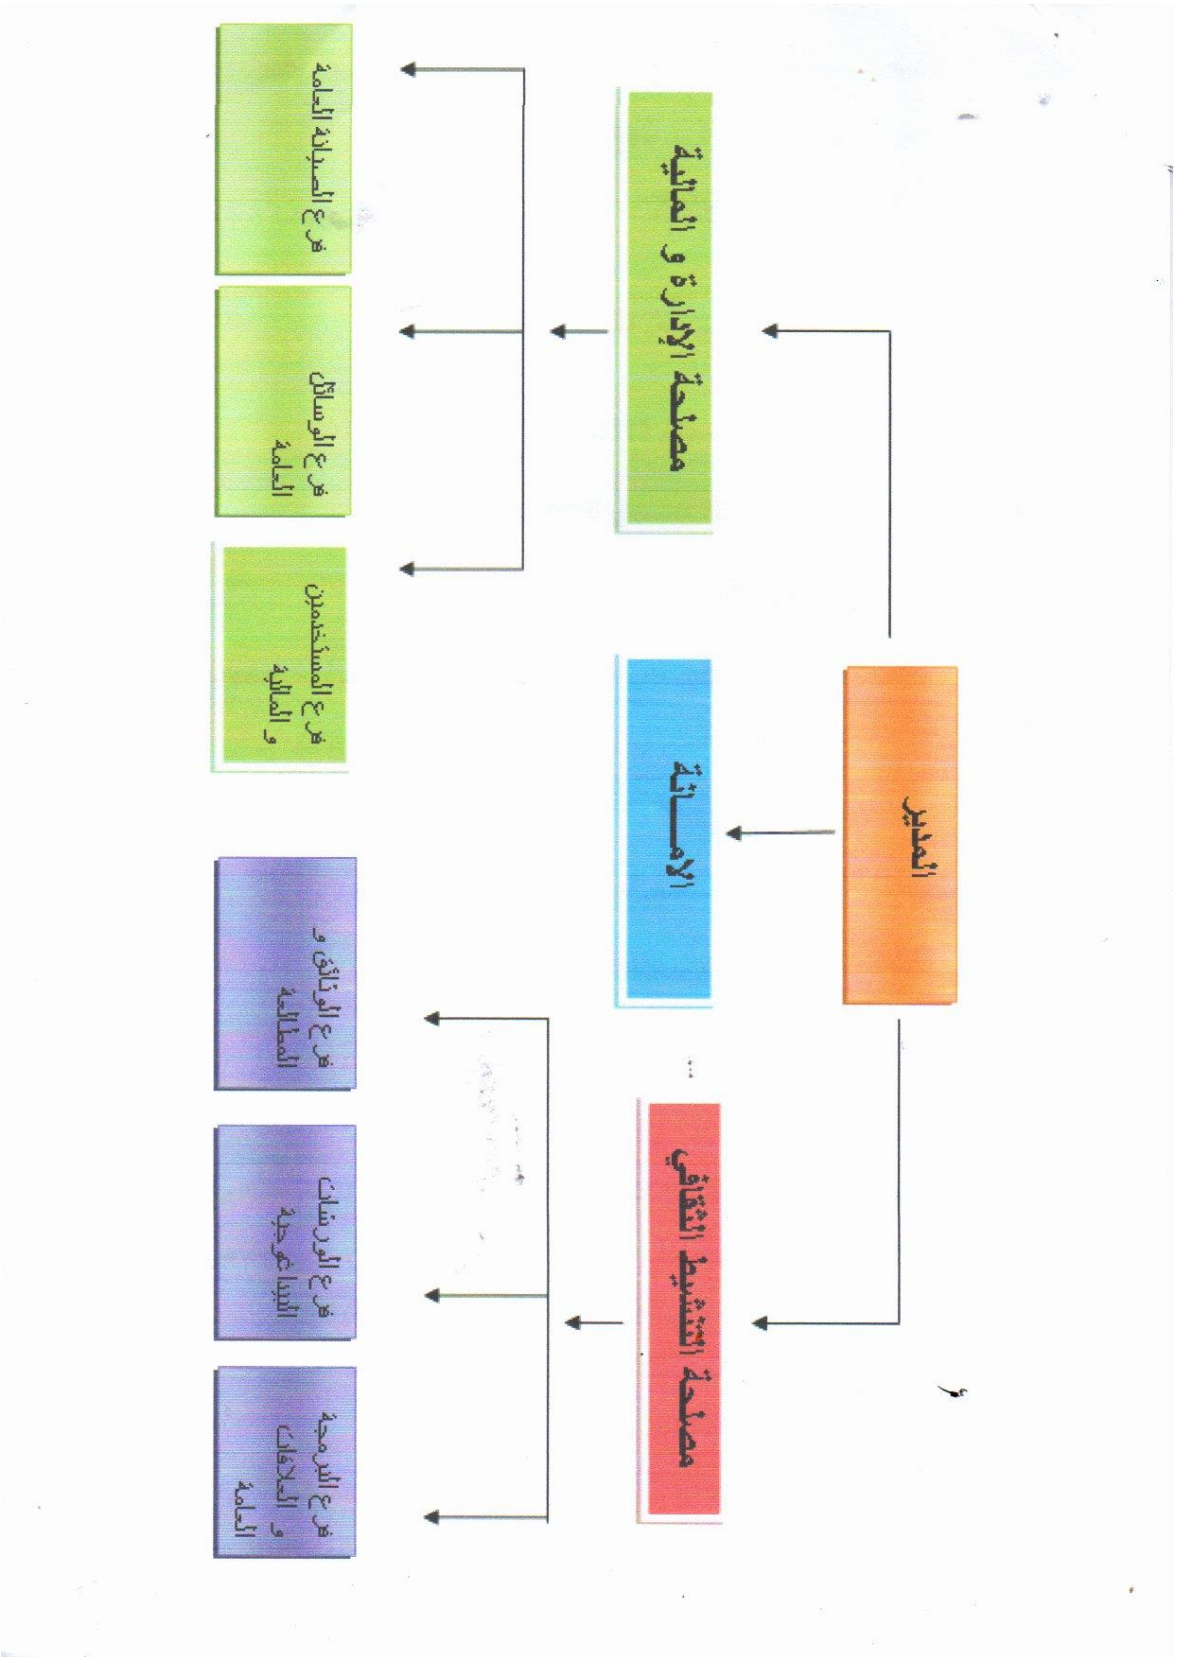 المدير
مصلحة التنشيط الثقافي
الامـــانة
مصلحة الإدارة و المالية
فرع البرمجة
و العلاقات
العامة
فرع الورشات
البيداغوجية
فرع الوثائق و
المطالعة
فرع المستخدمين
و المالية
فرع الوسائل
العامة
فرع الصيانة العامة